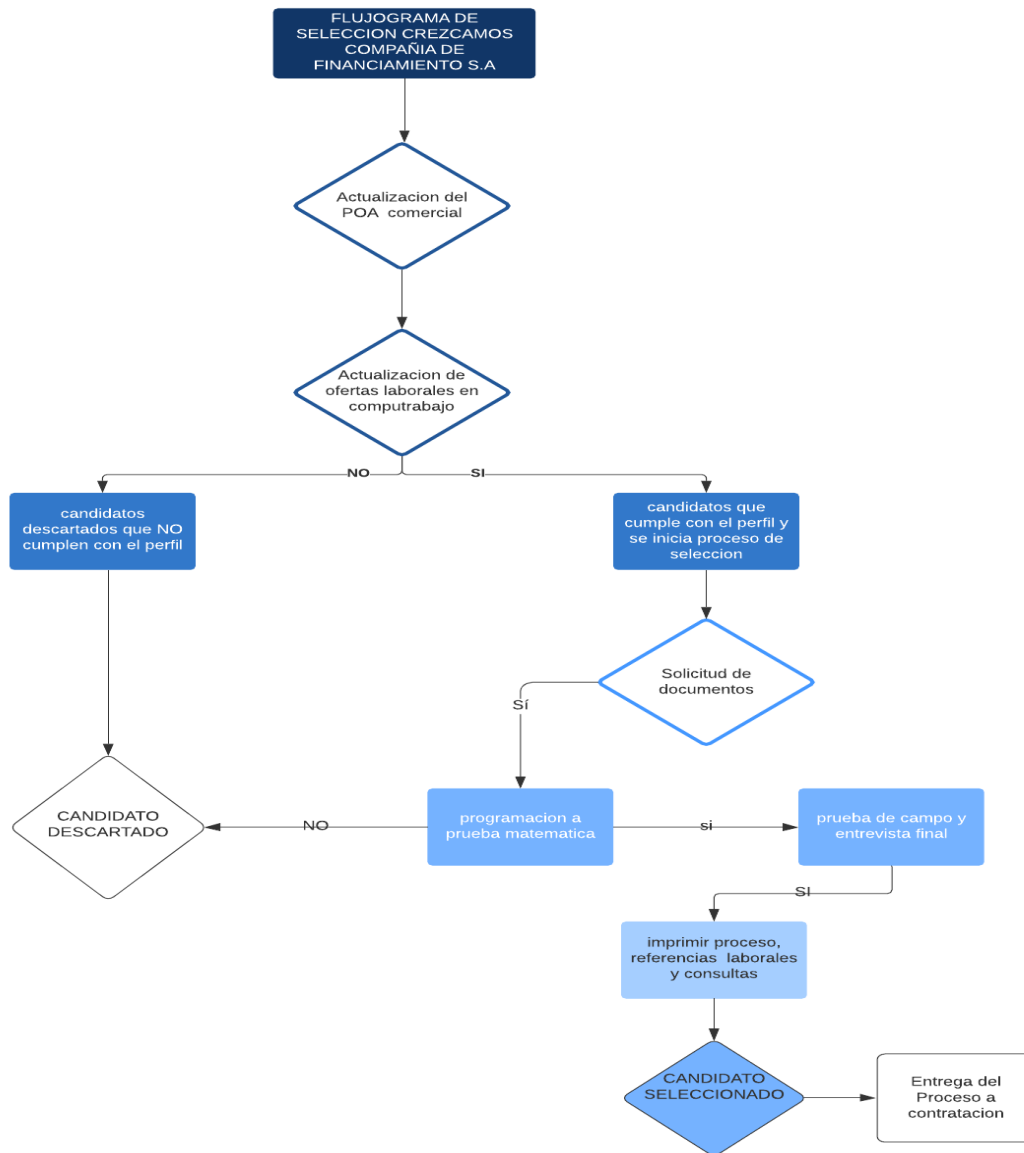 FLUJOGRAMA DE
SELECCION CREZCAMOS
COMPAÑIA DE
FINANCIAMIENTO S.A
Actualizacion del
POA comercial
Actualizacion de
ofertas laborales en
computrabajo
NO
SI
candidatos
descartados que NO
cumplen con el perfil
candidatos que
cumple con el perfil y
se inicia proceso de
seleccion
Solicitud de
documentos
Sí
CANDIDATO
DESCARTADO
NO
programacion a
prueba matematica
si
prueba de campo y
entrevista final
SI
imprimir proceso,
referencias laborales
y consultas
CANDIDATO
SELECCIONADO
Entrega del
Proceso a
contratacion